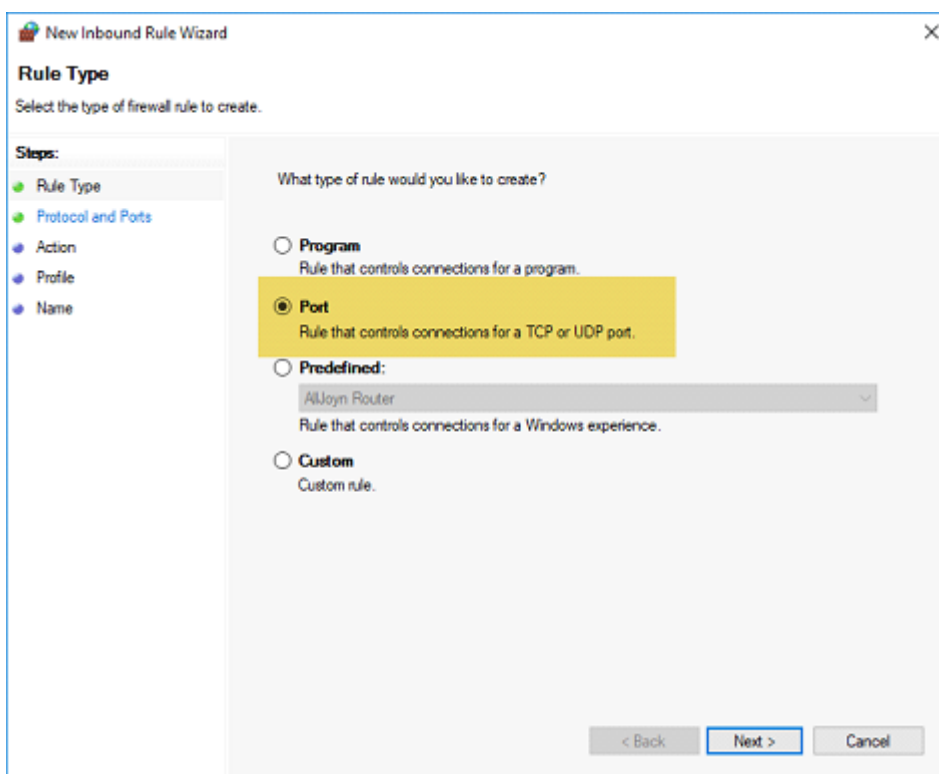 New Inbound Rule Wizard
Rule Type
Select the type of firewall rule to create.
Steps:
Rule Type
Protocol and Ports
Action
Profile
Name
What type of rule would you like to create?
Program
Rule that controls connections for a program.
Port
Rule that controls connections for a TCP or UDP port.
Predefined:
AllJoyn Router
Rule that controls connections for a Windows experience.
Custom
Custom rule.
< Back Next > Cancel